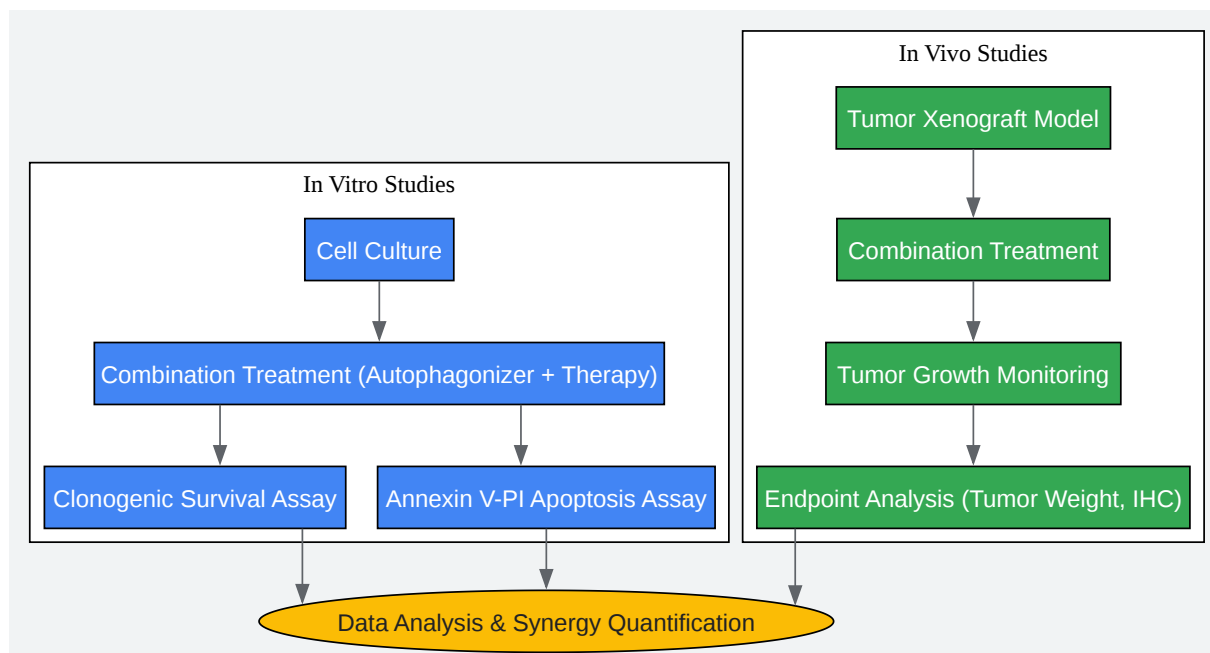 In Vitro Studies
Cell Culture
Combination Treatment (Autophagonizer + Therapy)
Clonogenic Survival Assay
Annexin V-PI Apoptosis Assay
In Vivo Studies
Tumor Xenograft Model
Combination Treatment
Tumor Growth Monitoring
Endpoint Analysis (Tumor Weight, IHC)
Data Analysis & Synergy Quantification